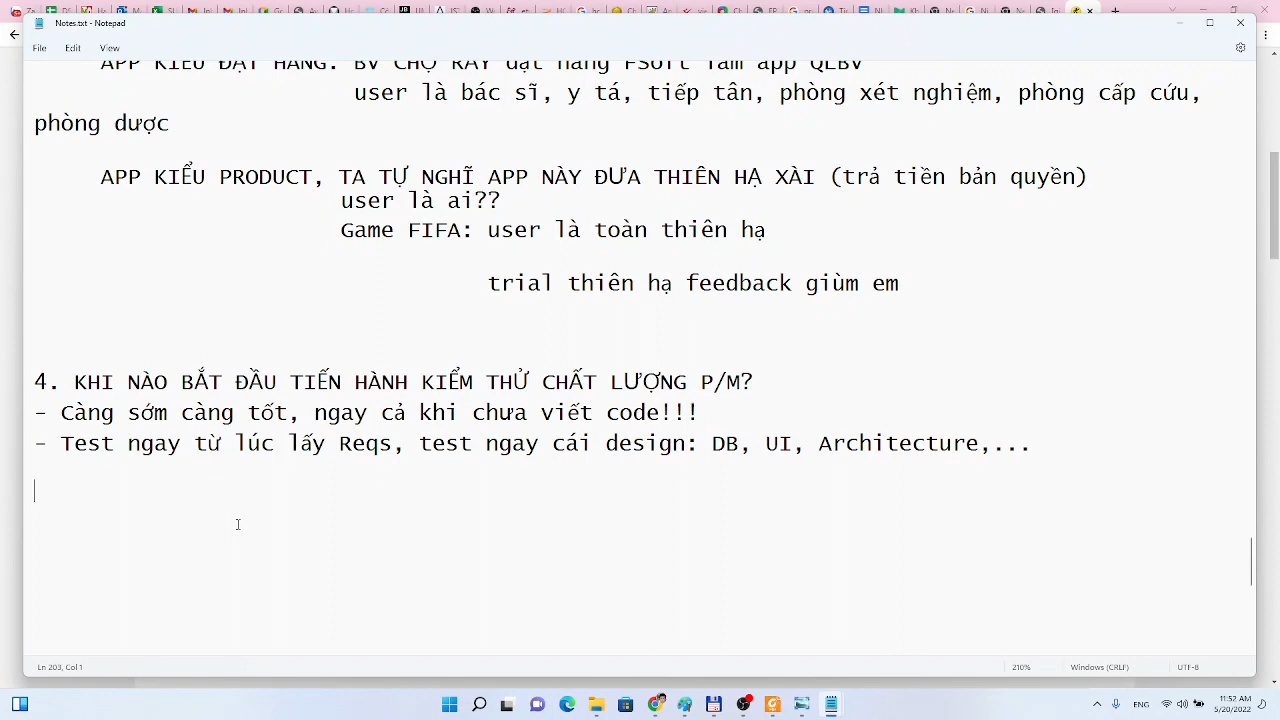 Notes.txt - Notepad
File Edit View
APP KIỂU ĐẶT HÀNG: BV CHỢ RẪY đặt hàng FSoft làm app QLBV
user là bác sĩ, y tá, tiếp tân, phòng xét nghiệm, phòng cấp cứu,
phòng dược
APP KIỂU PRODUCT, TA TỰ NGHĨ APP NÀY ĐƯA THIÊN HẠ XÀI (trả tiền bản quyền)
user là ai??
Game FIFA: user là toàn thiên hạ
trial thiên hạ feedback giùm em
4. KHI NÀO BẮT ĐẦU TIẾN HÀNH KIỂM THỬ CHẤT LƯỢNG P/M?
- Càng sớm càng tốt, ngay cả khi chưa viết code!!!
- Test ngay từ lúc lấy Reqs, test ngay cái design: DB, UI, Architecture,...
Ln 203, Col 1 210% Windows (CRLF) UTF-8
ENG 11:52 AM
5/20/2022